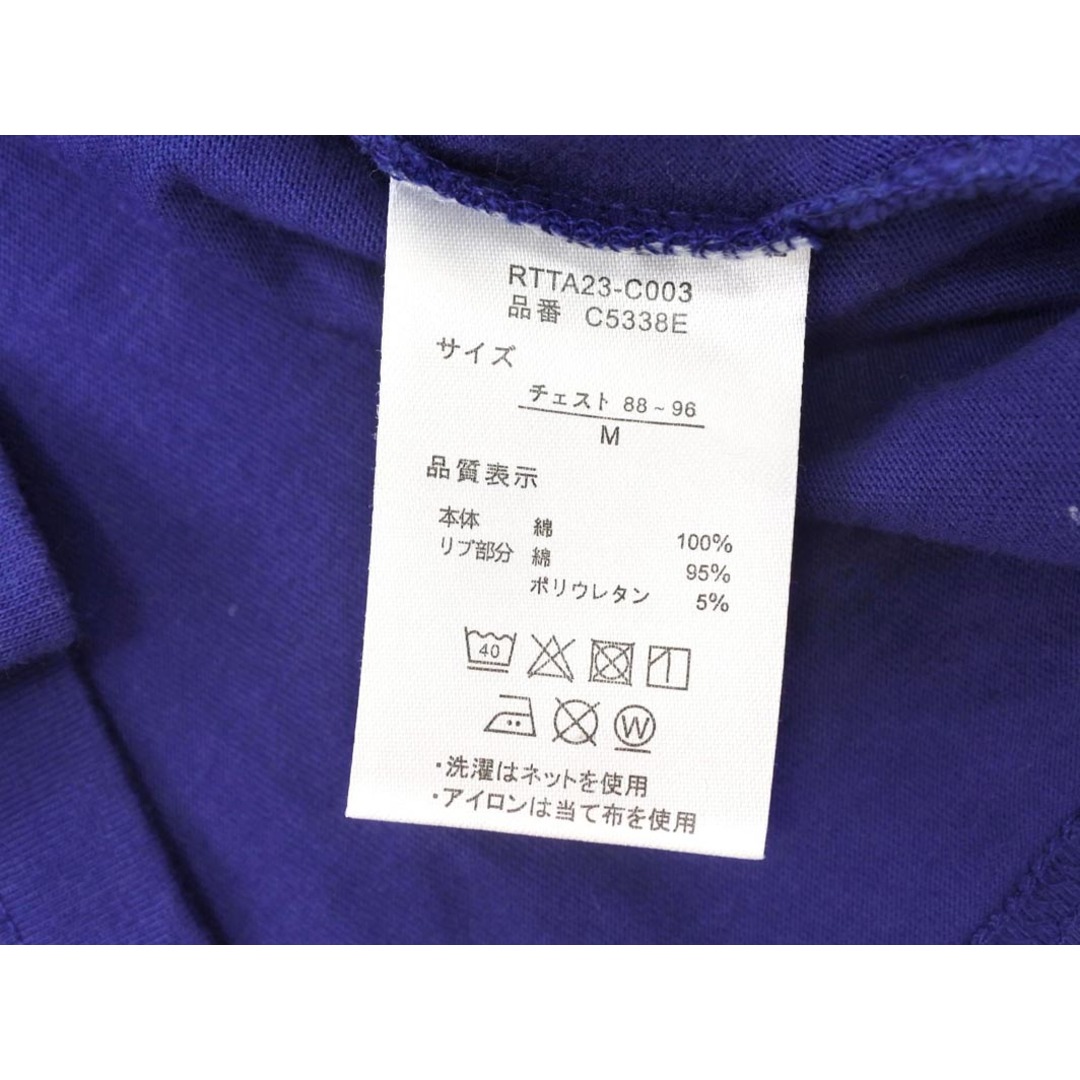 RTTA23-C003
品番 C5338E
サイズ
チェスト 88~96
M
品質表示
本体 綿 100%
リブ部分 綿 95%
ポリウレタン 5%
40
W
・洗濯はネットを使用
・アイロンは当て布を使用